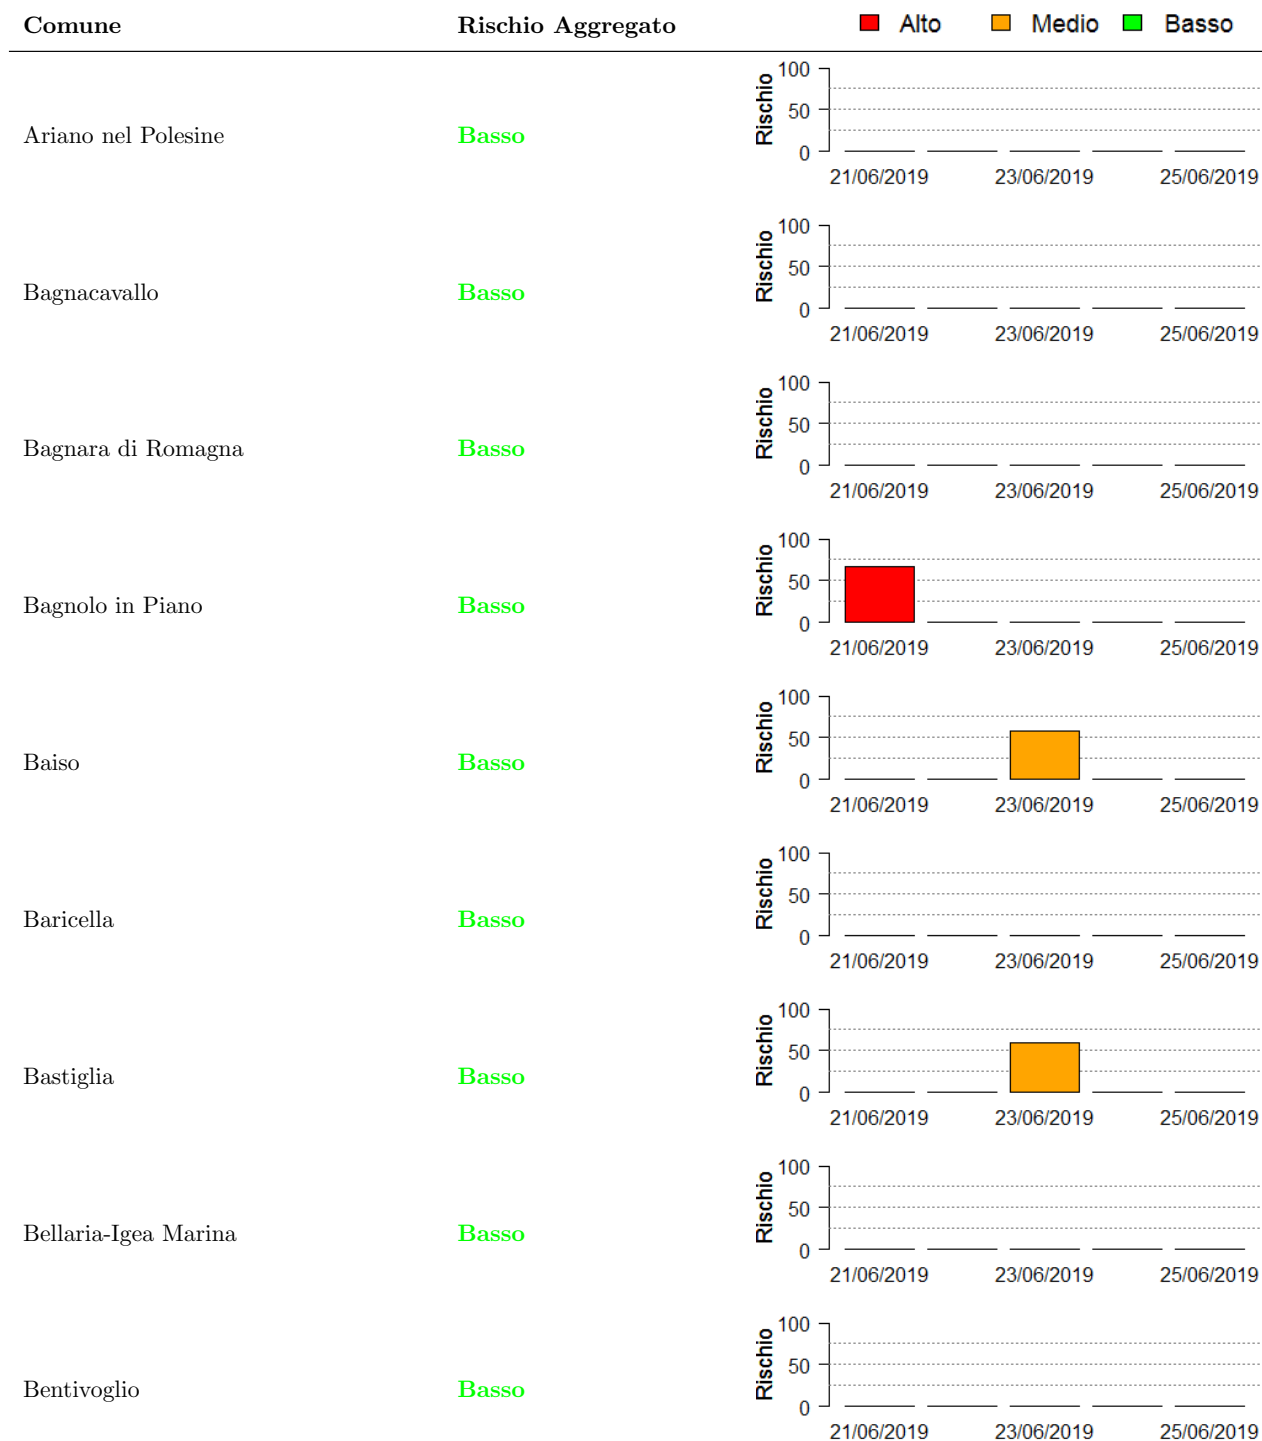 Comune Rischio Aggregato Alto Medio Basso
100
50
0
Rischio
Ariano nel Polesine Basso
21/06/2019 23/06/2019 25/06/2019
100
50
0
Rischio
Bagnacavallo Basso
21/06/2019 23/06/2019 25/06/2019
100
50
0
Rischio
Bagnara di Romagna Basso
21/06/2019 23/06/2019 25/06/2019
100
50
0
Rischio
Bagnolo in Piano Basso
21/06/2019 23/06/2019 25/06/2019
100
50
0
Rischio
Baiso Basso
21/06/2019 23/06/2019 25/06/2019
100
50
0
Rischio
Baricella Basso
21/06/2019 23/06/2019 25/06/2019
100
50
0
Rischio
Bastiglia Basso
21/06/2019 23/06/2019 25/06/2019
100
50
0
Rischio
Bellaria-Igea Marina Basso
21/06/2019 23/06/2019 25/06/2019
100
50
0
Rischio
Bentivoglio Basso
21/06/2019 23/06/2019 25/06/2019